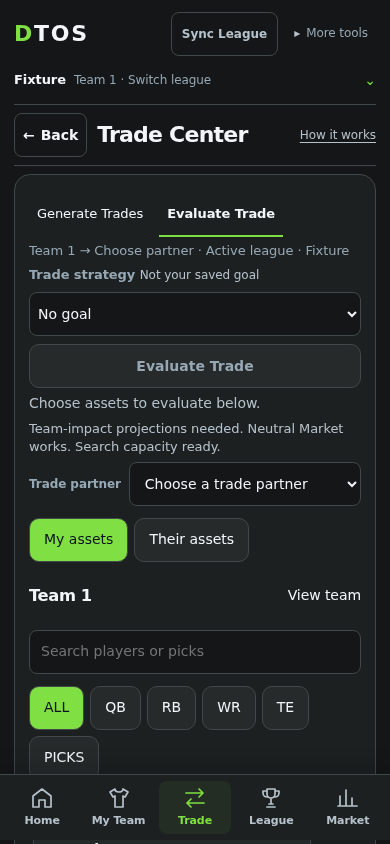 DTOS
Sync League
▸ More tools
Fixture Team 1 · Switch league
← Back
Trade Center
How it works
Generate Trades
Evaluate Trade
Team 1 → Choose partner · Active league · Fixture
Trade strategy Not your saved goal
No goal
Evaluate Trade
Choose assets to evaluate below.
Team-impact projections needed. Neutral Market
works. Search capacity ready.
Trade partner
Choose a trade partner
My assets
Their assets
Team 1
View team
Search players or picks
ALL
QB
RB
WR
TE
PICKS
Home
My Team
Trade
League
Market